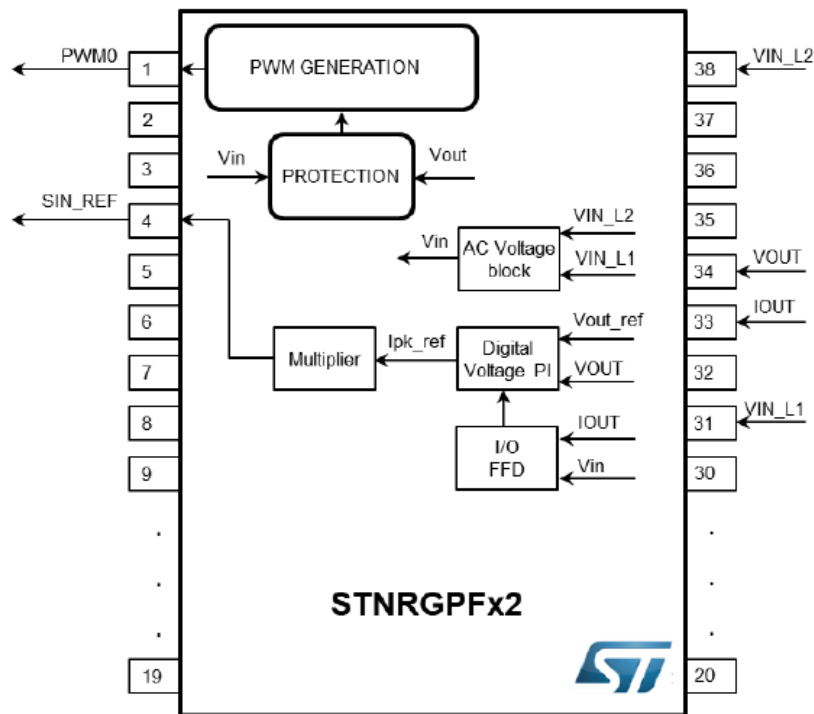 PWM0
1
PWM GENERATION
38
VIN_L2
2
37
3
Vin
PROTECTION
Vout
36
SIN_REF
4
VIN_L2
35
Vin
AC Voltage
block
VIN_L1
5
34
VOUT
6
Vout_ref
33
IOUT
Multiplier
Ipk_ref
Digital
Voltage PI
VOUT
7
32
8
IOUT
31
VIN_L1
I/O
FFD
Vin
9
30
.
.
.
.
.
.
STNRGPFx2
19
ST
20